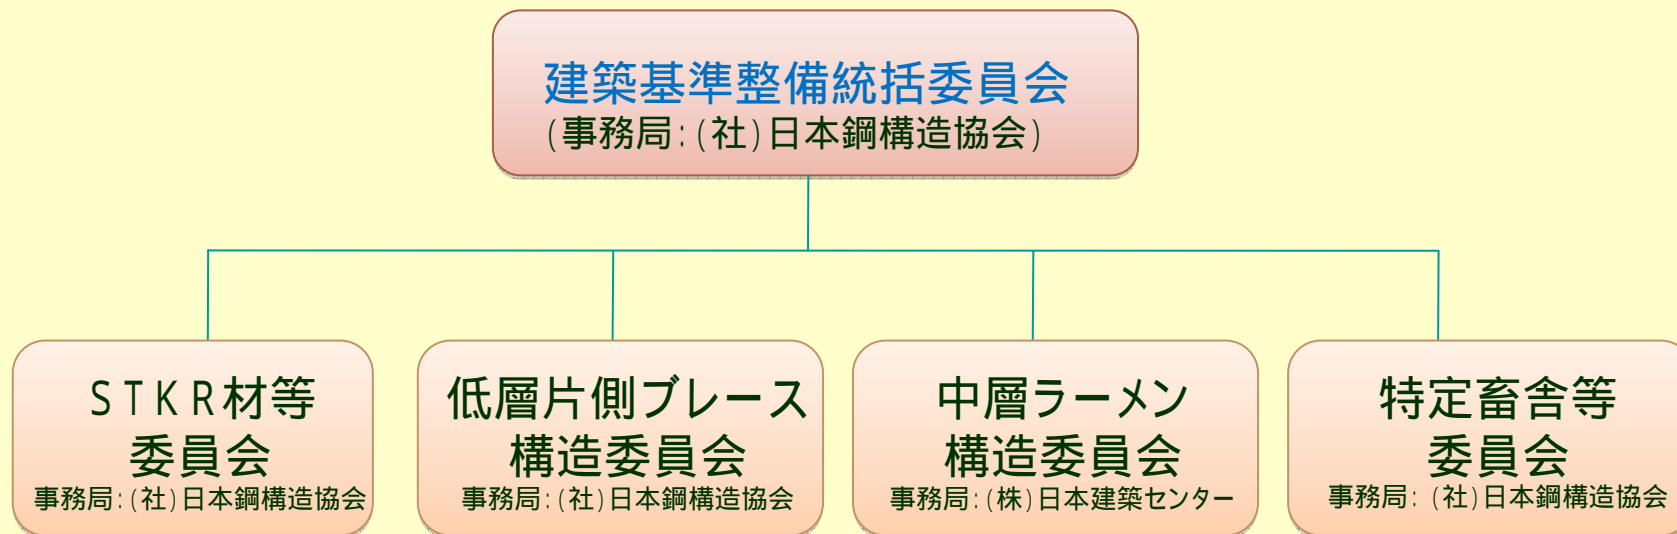 建築基準整備統括委員会
(事務局:(社)日本鋼構造協会)
STKR材等
委員会
事務局:(社)日本鋼構造協会
低層片側ブレース
構造委員会
事務局:(社)日本鋼構造協会
中層ラーメン
構造委員会
事務局:(株)日本建築センター
特定畜舎等
委員会
事務局:(社)日本鋼構造協会